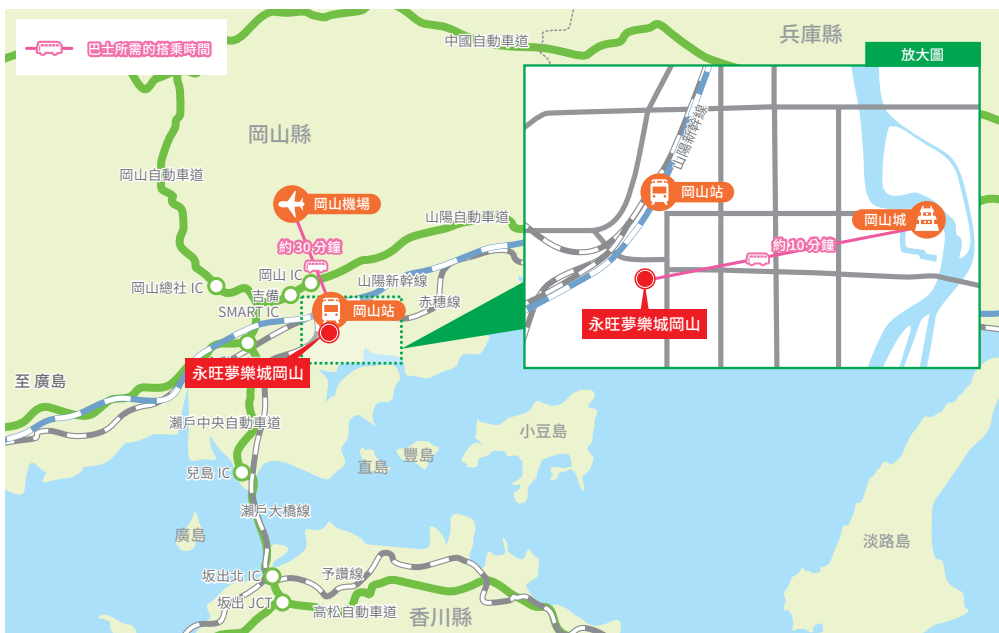 巴士所需的搭乘時間
中國自動車道
兵庫縣
放大圖
岡山縣
岡山自動車道
岡山機場
山陽自動車道
約30分鐘
岡山 IC
山陽新幹線
岡山總社 IC
吉備
SMART IC
岡山站
赤穗線
永旺夢樂城岡山
至 廣島
瀨戶中央自動車道
小豆島
豐島
直島
兒島 IC
瀨戶大橋線
廣島
淡路島
坂出北 IC
予讚線
坂出 JCT
高松自動車道
香川縣
山陽新幹線
岡山站
岡山城
約10分鐘
永旺夢樂城岡山